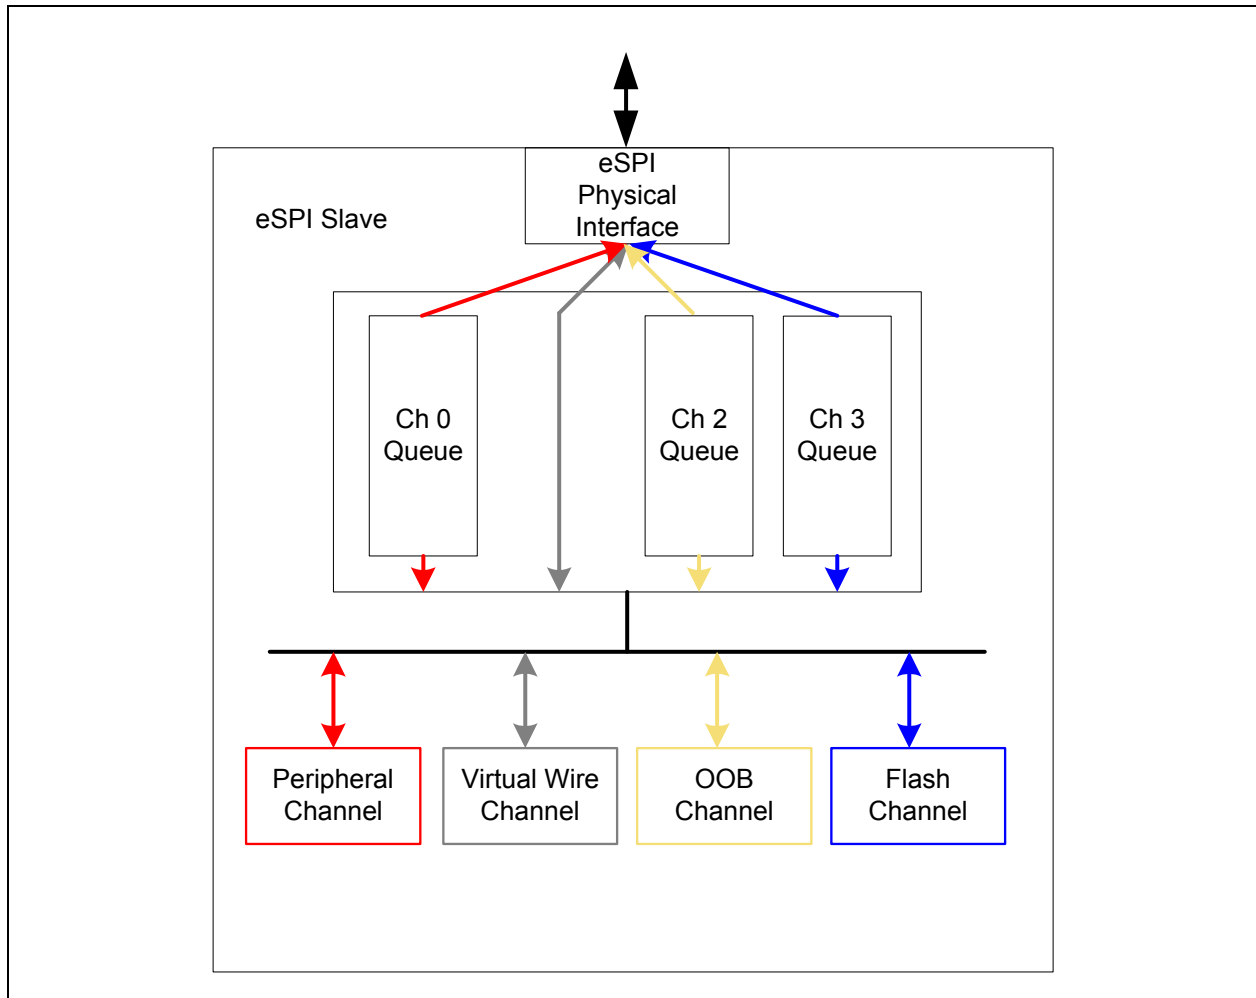 eSPI
Physical
Interface
eSPI Slave
Ch 0
Queue
Ch 2
Queue
Ch 3
Queue
Peripheral
Channel
Virtual Wire
Channel
OOB
Channel
Flash
Channel